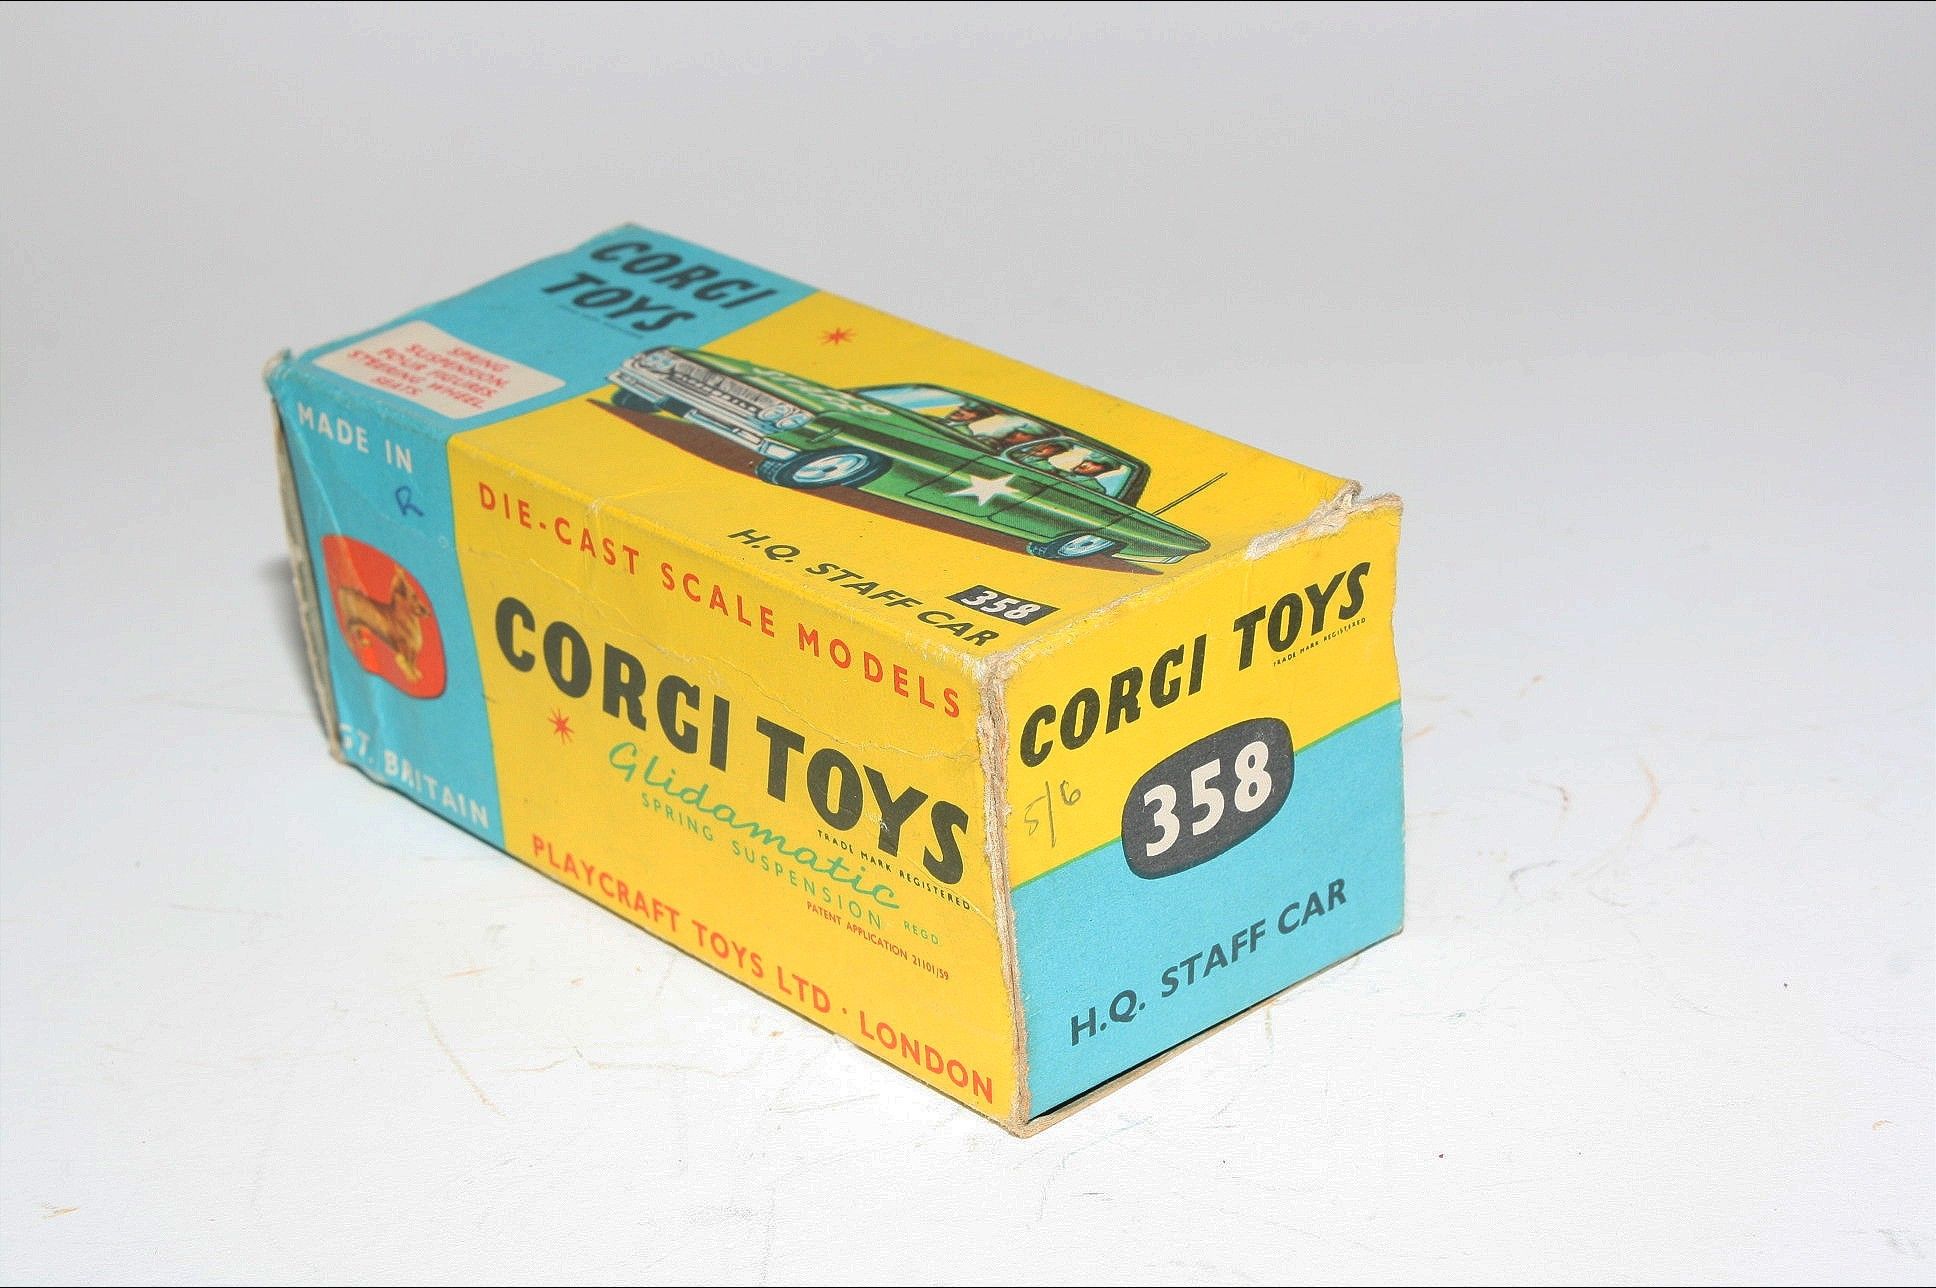 CORGI
TOYS
SPRING
SUSPENSION.
FOUR FIGURES.
STEERING WHEEL.
SEATS.
H.Q. STAFF CAR
358
MADE IN
R
GT. BRITAIN
DIE-CAST SCALE MODELS
CORGI TOYS
TRADE MARK REGISTERED
Glidamatic
SPRING SUSPENSION REGD.
PATENT APPLICATION 21101/59
PLAYCRAFT TOYS LTD · LONDON
CORGI TOYS
TRADE MARK REGISTERED
5/6
358
H.Q. STAFF CAR